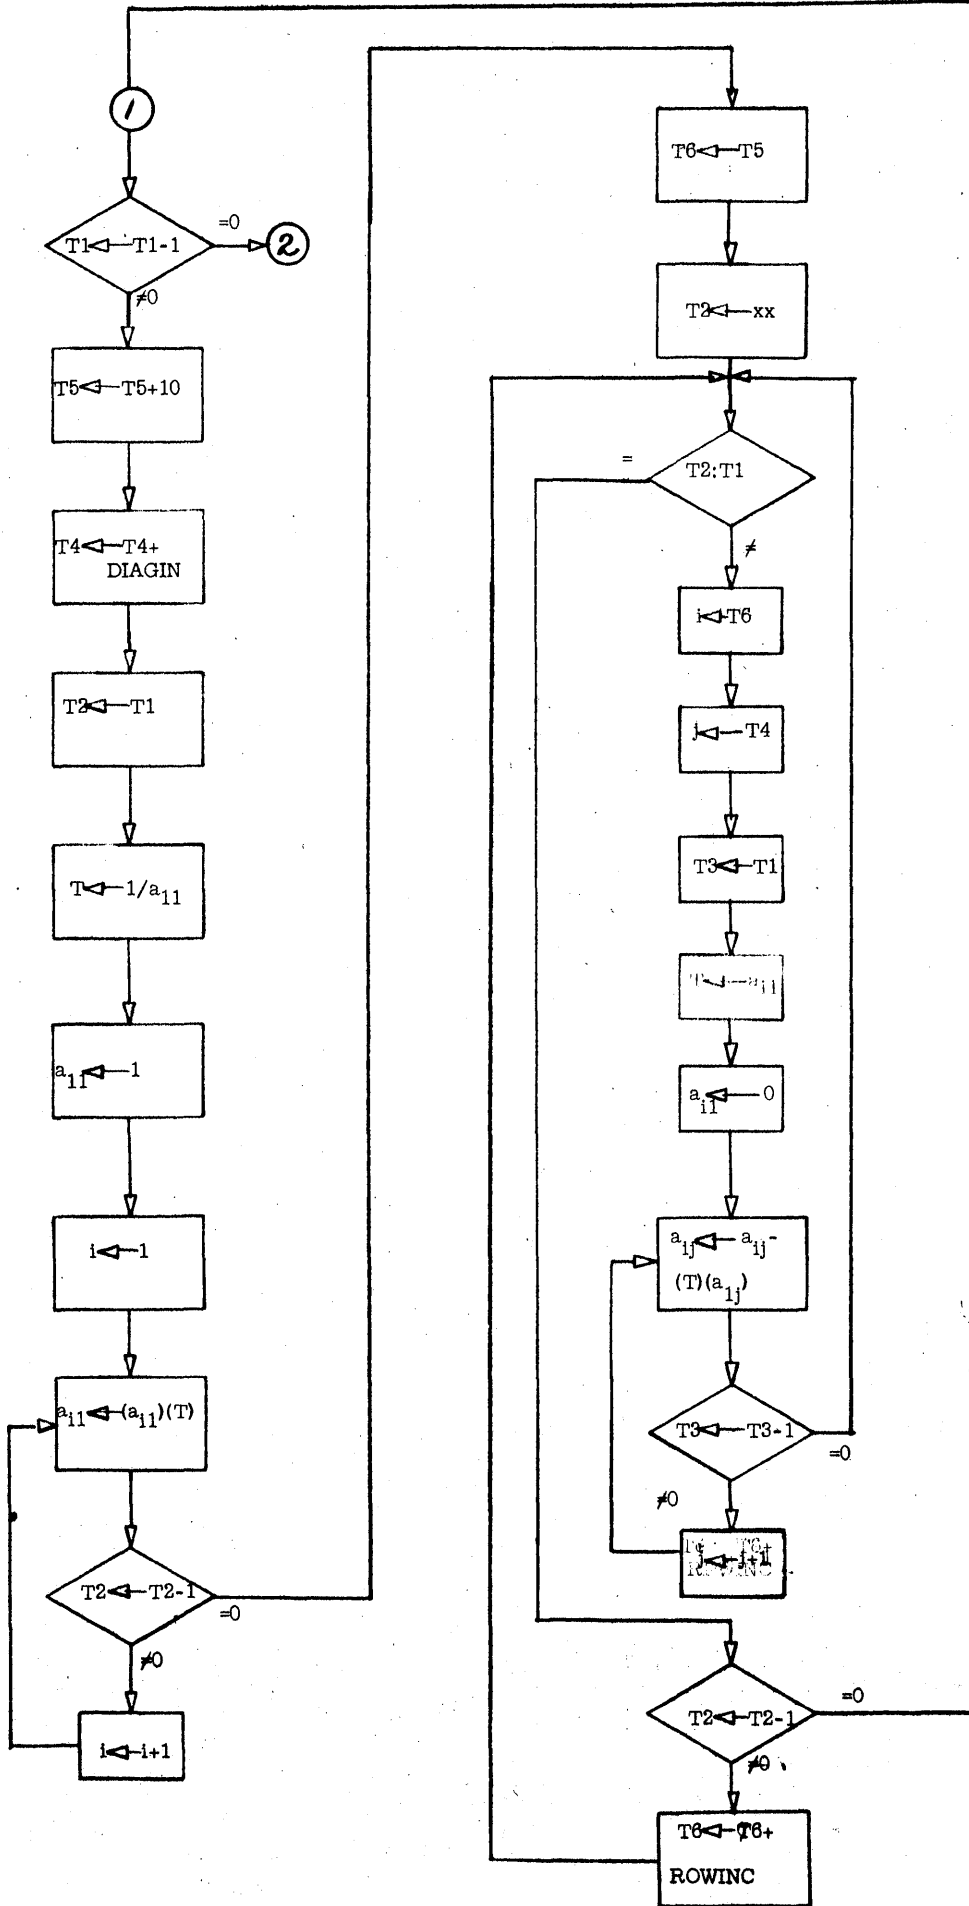 1
T1←T1-1
=0
2
≠0
T5←T5+10
T4←T4+
DIAGIN
T2←T1
T←1/a11
a11←1
i←1
ai1←(ai1)(T)
T2←T2-1
=0
≠0
i←i+1
T6←T5
T2←xx
=
T2:T1
≠
i←T6
j←T4
T3←T1
T←ai1
ai1←0
aij←aij-
(T)(a1j)
T3←T3-1
=0
≠0
j←j+1
T2←T2-1
=0
≠0
T6←T6+
ROWINC